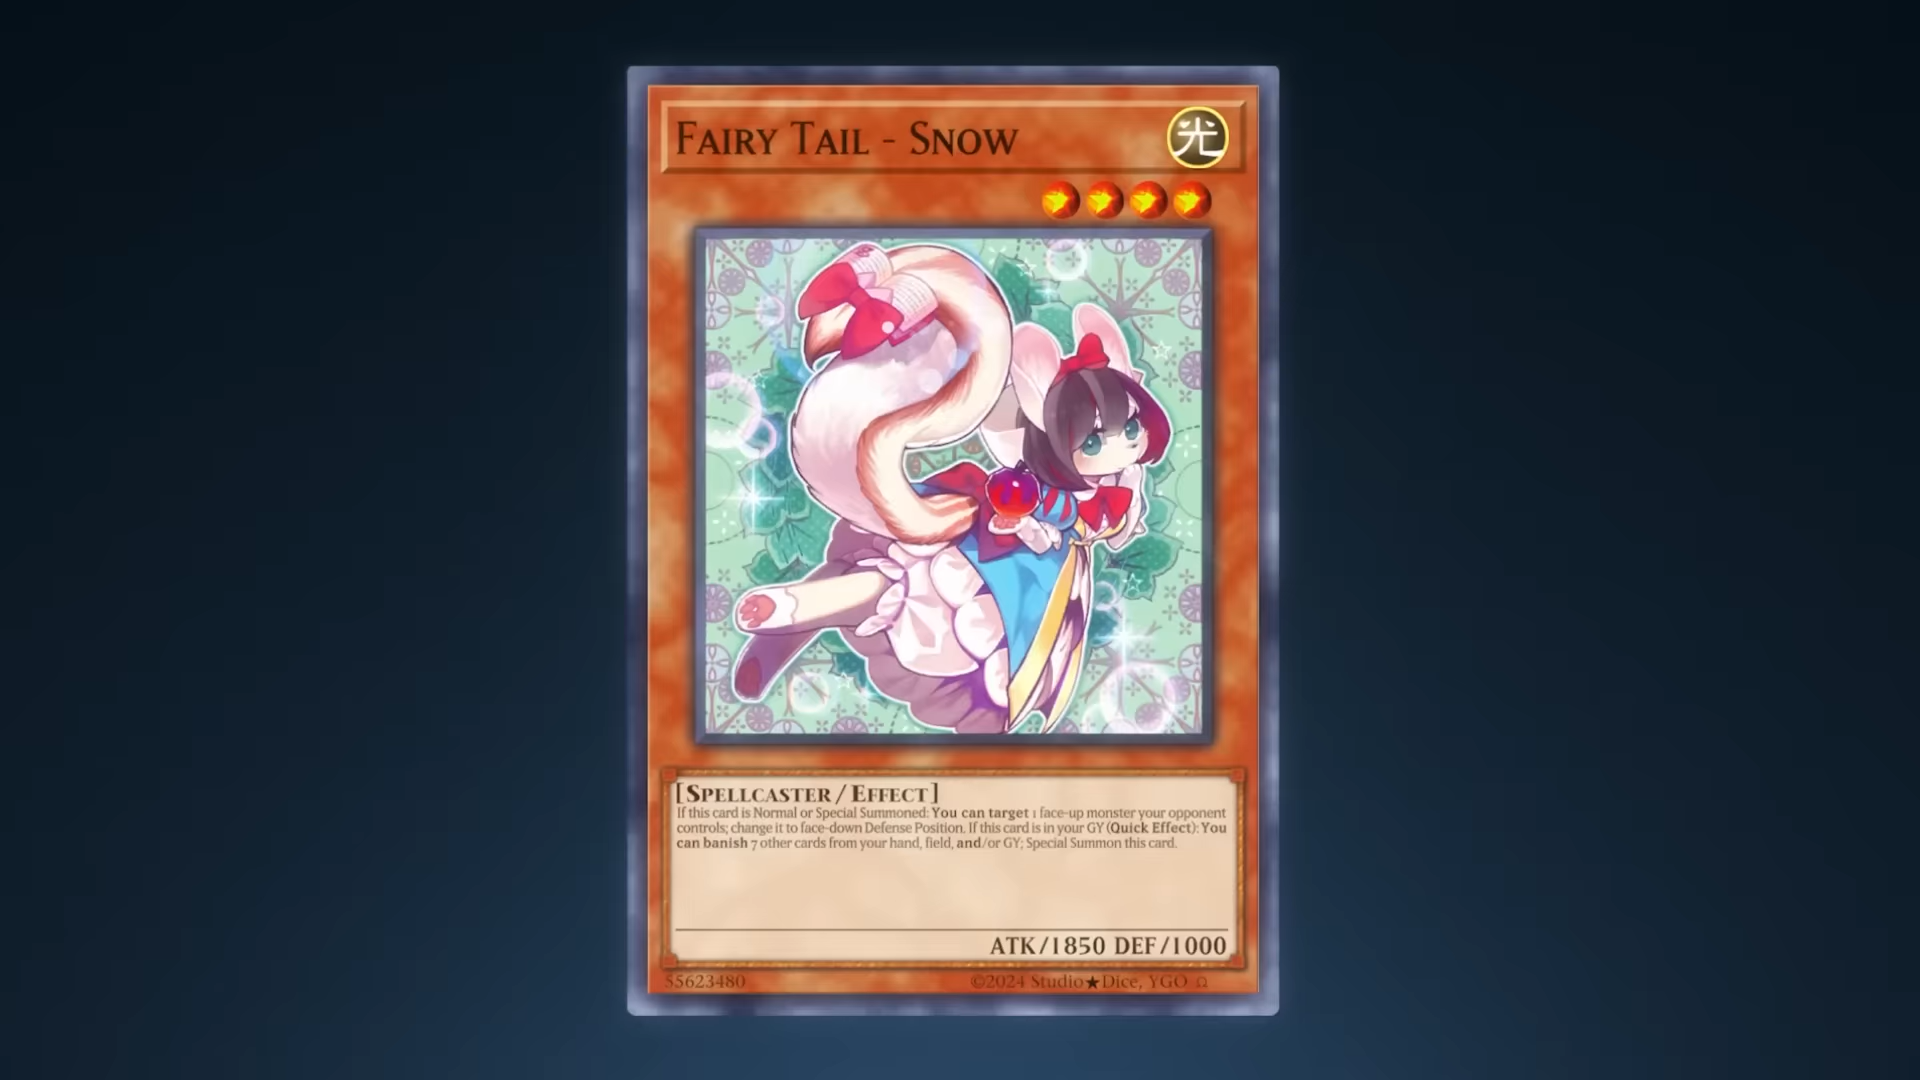 Fairy Tail - Snow
光
[Spellcaster / Effect]
If this card is Normal or Special Summoned: You can target 1 face-up monster your opponent
controls; change it to face-down Defense Position. If this card is in your GY (Quick Effect): You
can banish 7 other cards from your hand, field, and/or GY; Special Summon this card.
ATK/1850 DEF/1000
55623480
©2024 Studio★Dice, YGO Ω